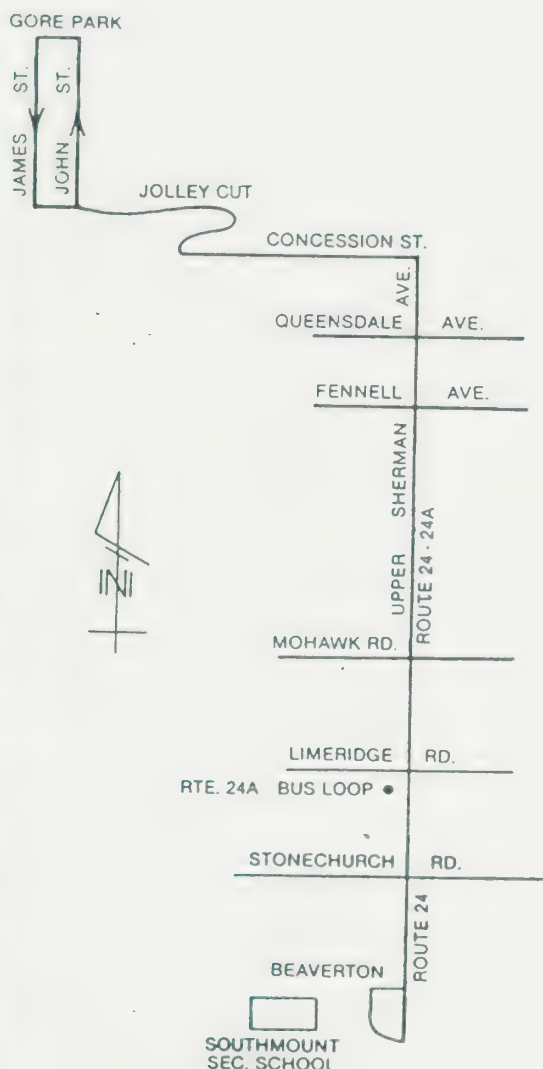 GORE PARK
JAMES ST.
JOHN ST.
JOLLEY CUT
CONCESSION ST.
QUEENSDALE AVE.
FENNELL AVE.
UPPER SHERMAN AVE.
ROUTE 24 - 24A
N
MOHAWK RD.
LIMERIDGE RD.
RTE. 24A BUS LOOP
STONECHURCH RD.
ROUTE 24
BEAVERTON
SOUTHMOUNT
SEC. SCHOOL